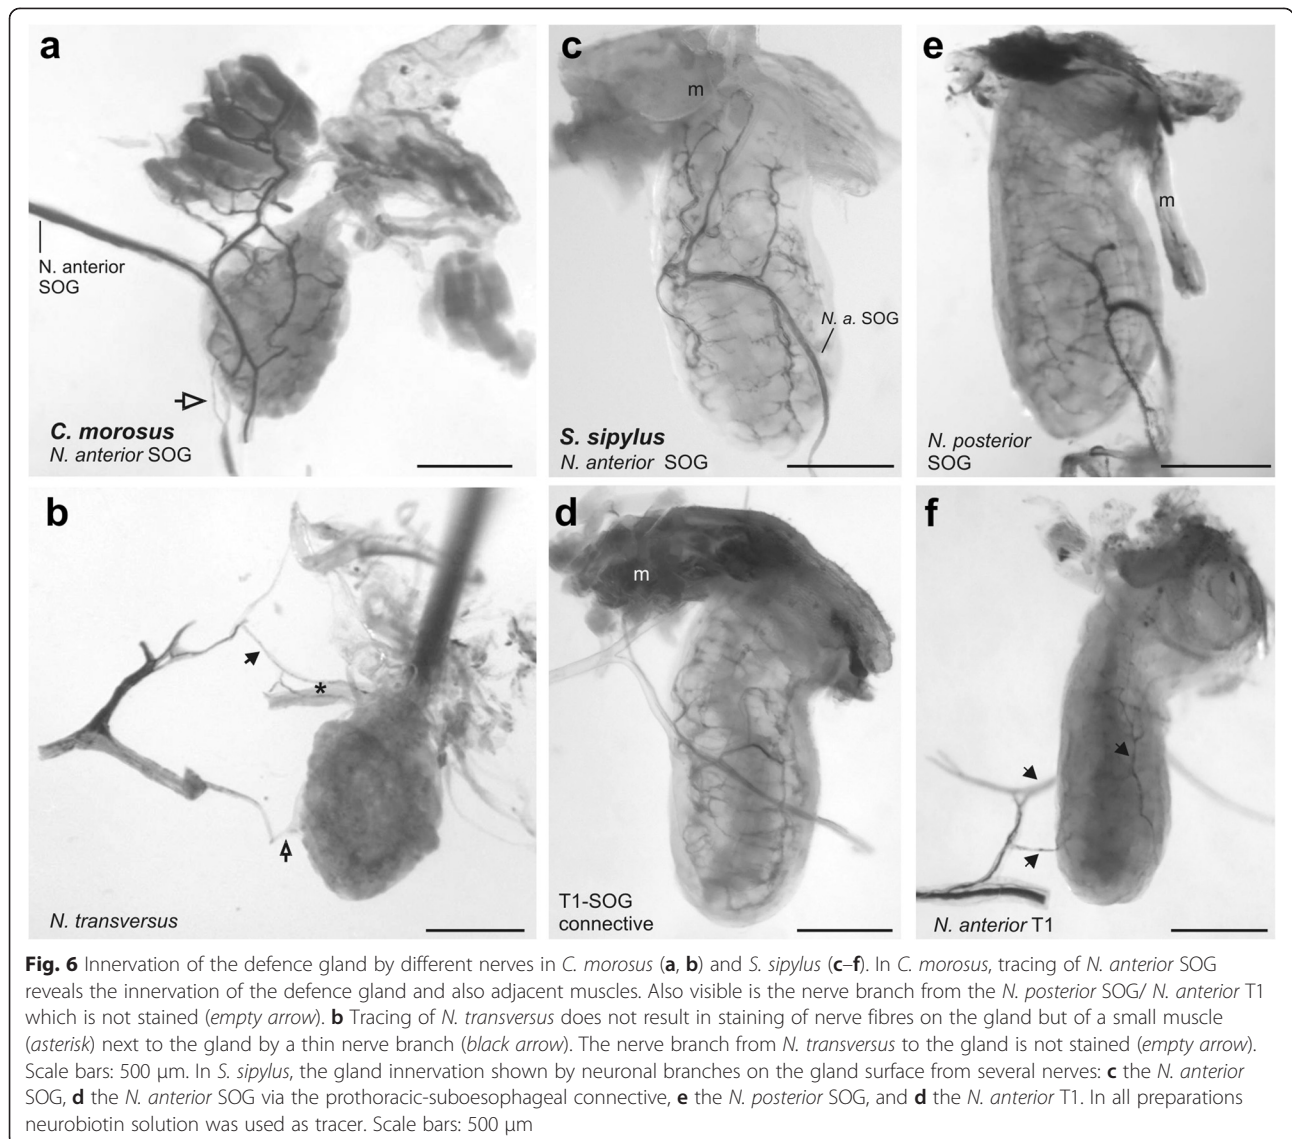 a
N. anterior
SOG
C. morosus
N. anterior SOG
c
m
N. a. SOG
S. sipylus
N. anterior SOG
e
m
N. posterior
SOG
b
*
N. transversus
d
m
T1-SOG
connective
f
N. anterior T1
Fig. 6 Innervation of the defence gland by different nerves in C. morosus (a, b) and S. sipylus (c–f). In C. morosus, tracing of N. anterior SOG
reveals the innervation of the defence gland and also adjacent muscles. Also visible is the nerve branch from the N. posterior SOG/ N. anterior T1
which is not stained (empty arrow). b Tracing of N. transversus does not result in staining of nerve fibres on the gland but of a small muscle
(asterisk) next to the gland by a thin nerve branch (black arrow). The nerve branch from N. transversus to the gland is not stained (empty arrow).
Scale bars: 500 μm. In S. sipylus, the gland innervation shown by neuronal branches on the gland surface from several nerves: c the N. anterior
SOG, d the N. anterior SOG via the prothoracic-suboesophageal connective, e the N. posterior SOG, and d the N. anterior T1. In all preparations
neurobiotin solution was used as tracer. Scale bars: 500 μm